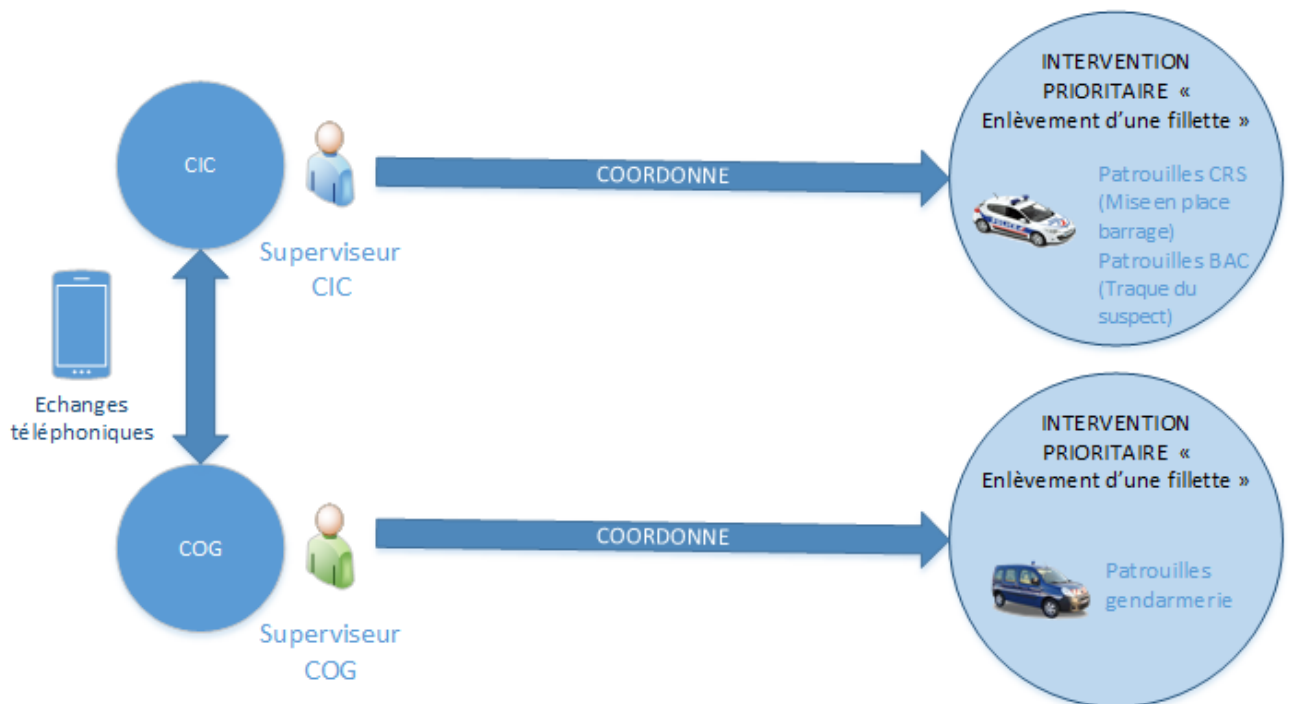 CIC
Superviseur
CIC
COORDONNE
INTERVENTION
PRIORITAIRE «
Enlèvement d’une fillette »
Patrouilles CRS
(Mise en place
barrage)
Patrouilles BAC
(Traque du
suspect)
Echanges
téléphoniques
COG
Superviseur
COG
COORDONNE
INTERVENTION
PRIORITAIRE «
Enlèvement d’une fillette »
Patrouilles
gendarmerie